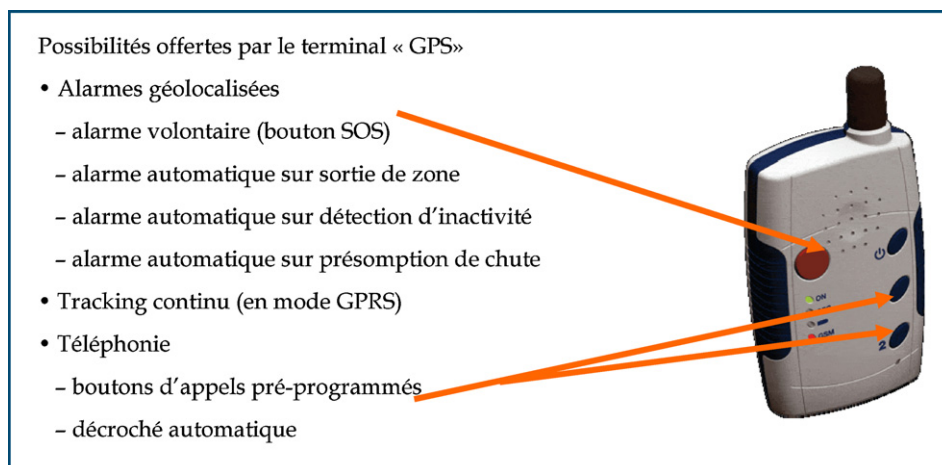 Possibilités offertes par le terminal « GPS»
• Alarmes géolocalisées
– alarme volontaire (bouton SOS)
– alarme automatique sur sortie de zone
– alarme automatique sur détection d’inactivité
– alarme automatique sur présomption de chute
• Tracking continu (en mode GPRS)
• Téléphonie
– boutons d’appels pré-programmés
– décroché automatique
ON
GSM
2